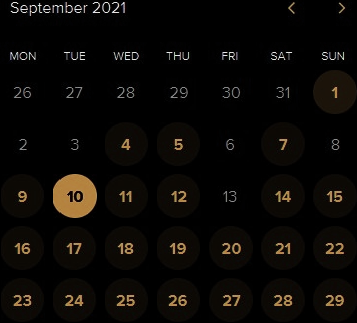 September 2021
MON TUE WED THU FRI SAT SUN
26 27 28 29 30 31 1
2 3 4 5 6 7 8
9 10 11 12 13 14 15
16 17 18 19 20 21 22
23 24 25 26 27 28 29